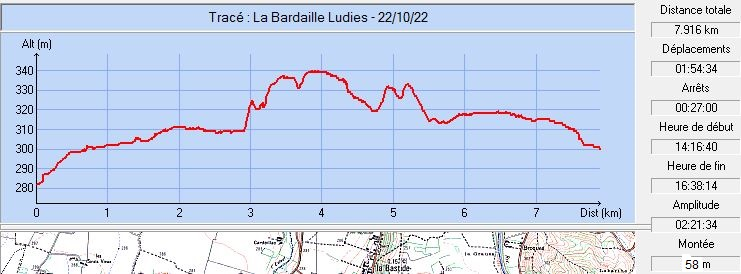 Tracé : La Bardaille Ludies - 22/10/22
Alt (m)
340
330
320
310
300
290
280
0 1 2 3 4 5 6 7 Dist (km)
Distance totale
7.916 km
Déplacements
01:54:34
Arrêts
00:27:00
Heure de début
14:16:40
Heure de fin
16:38:14
Amplitude
02:21:34
Montée
58 m
la Bastide